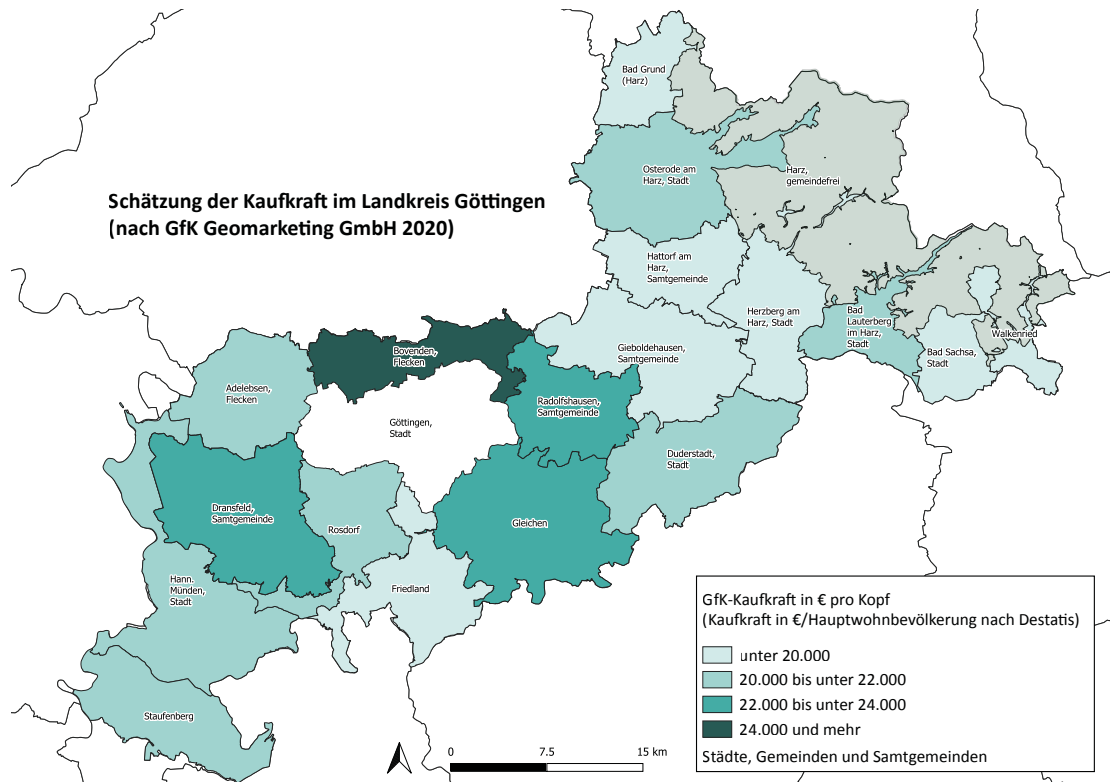 Bad Grund
(Harz)
Osterode am
Harz, Stadt
Harz,
gemeindefrei
Schätzung der Kaufkraft im Landkreis Göttingen
(nach GfK Geomarketing GmbH 2020)
Hattorf am
Harz,
Samtgemeinde
Herzberg am
Harz, Stadt
Bad
Lauterberg
im Harz,
Stadt
Walkenried
Bad Sachsa,
Stadt
Gieboldehausen,
Samtgemeinde
Bovenden,
Flecken
Adelebsen,
Flecken
Radolfshausen,
Samtgemeinde
Göttingen,
Stadt
Duderstadt,
Stadt
Dransfeld,
Samtgemeinde
Rosdorf
Gleichen
Hann.
Münden,
Stadt
Friedland
Staufenberg
GfK-Kaufkraft in € pro Kopf
(Kaufkraft in €/Hauptwohnbevölkerung nach Destatis)
unter 20.000
20.000 bis unter 22.000
22.000 bis unter 24.000
24.000 und mehr
Städte, Gemeinden und Samtgemeinden
0 7.5 15 km